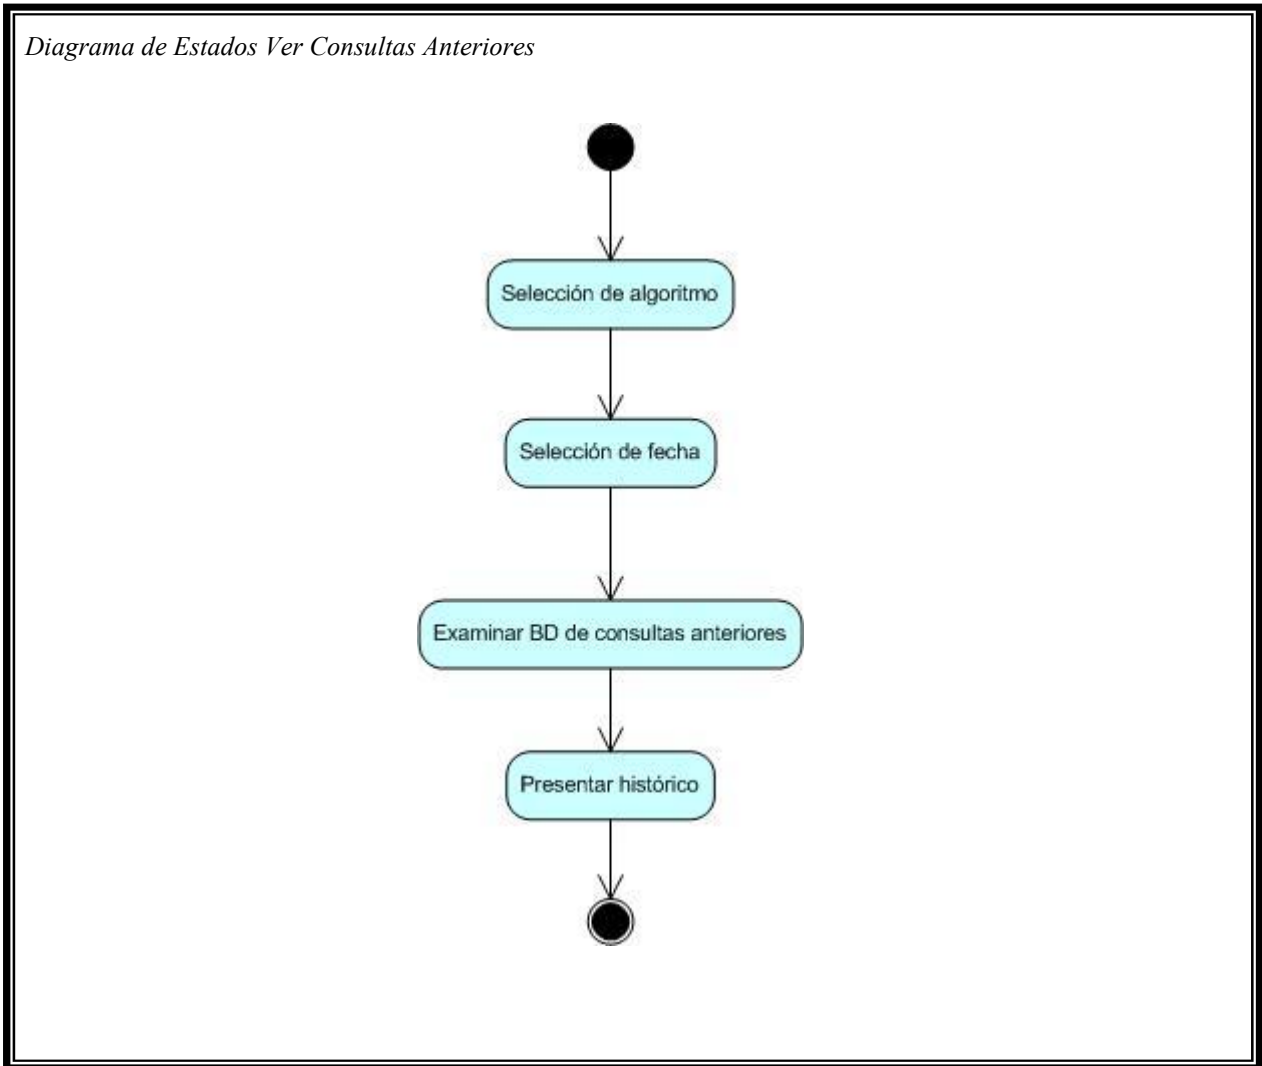 Diagrama de Estados Ver Consultas Anteriores
Selección de algoritmo
Selección de fecha
Examinar BD de consultas anteriores
Presentar histórico